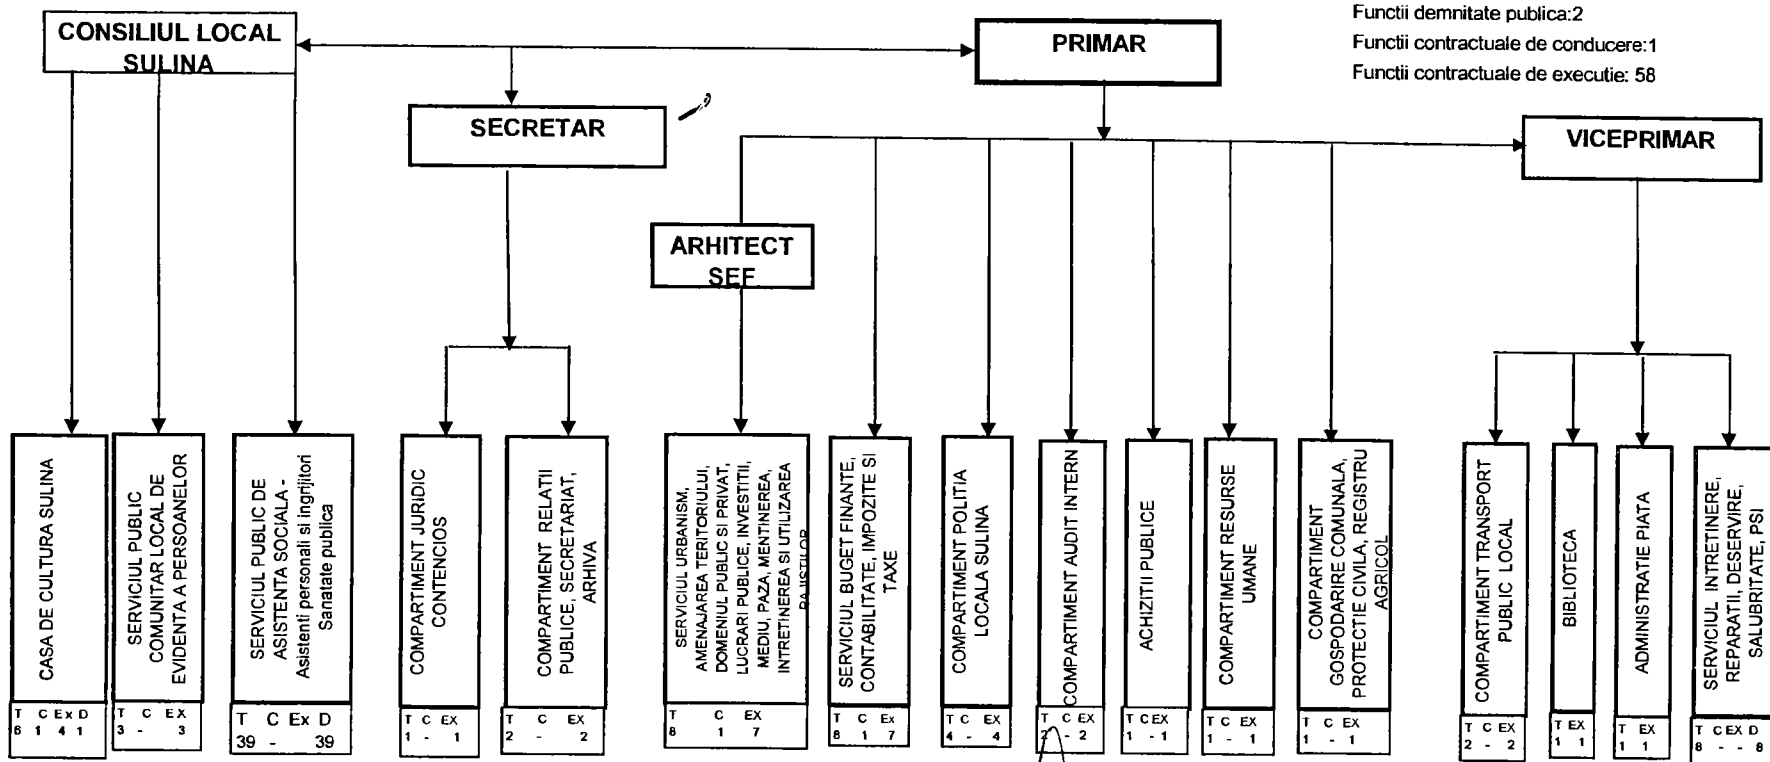 Functii demnitate publica:2
Functii contractuale de conducere:1
Functii contractuale de executie: 58
CONSILIUL LOCAL
SULINA
PRIMAR
SECRETAR
VICEPRIMAR
ARHITECT
SEF
CASA DE CULTURA SULINA
T C Ex D
6 1 4 1
SERVICIUL PUBLIC
COMUNITAR LOCAL DE
EVIDENTA A PERSOANELOR
T C EX
3 - 3
SERVICIUL PUBLIC DE
ASISTENTA SOCIALA -
Asistenti personali si ingrijitori
Sanatate publica
T C Ex D
39 - 39
COMPARTIMENT JURIDIC
CONTENCIOS
T C EX
1 - 1
COMPARTIMENT RELATII
PUBLICE, SECRETARIAT,
ARHIVA
T C EX
2 - 2
SERVICIUL URBANISM,
AMENAJAREA TERITORIULUI,
DOMENIUL PUBLIC SI PRIVAT,
LUCRARI PUBLICE, INVESTITII,
MEDIU, PAZA, MENTINEREA,
INTRETINEREA SI UTILIZAREA
PAJISTILOR
T C EX
8 1 7
SERVICIUL BUGET FINANTE,
CONTABILITATE, IMPOZITE SI
TAXE
T C Ex
8 1 7
COMPARTIMENT POLITIA
LOCALA SULINA
T C EX
4 - 4
COMPARTIMENT AUDIT INTERN
T C EX
2 - 2
ACHIZITII PUBLICE
T C EX
1 - 1
COMPARTIMENT RESURSE
UMANE
T C EX
1 - 1
COMPARTIMENT
GOSPODARIRE COMUNALA,
PROTECTIE CIVILA, REGISTRU
AGRICOL
T C EX
1 - 1
COMPARTIMENT TRANSPORT
PUBLIC LOCAL
T C EX
2 - 2
BIBLIOTECA
T EX
1 1
ADMINISTRATIE PIATA
T EX
1 1
SERVICIUL INTRETINERE,
REPARATII, DESERVIRE,
SALUBRITATE, PSI
T C EX D
8 - - 8